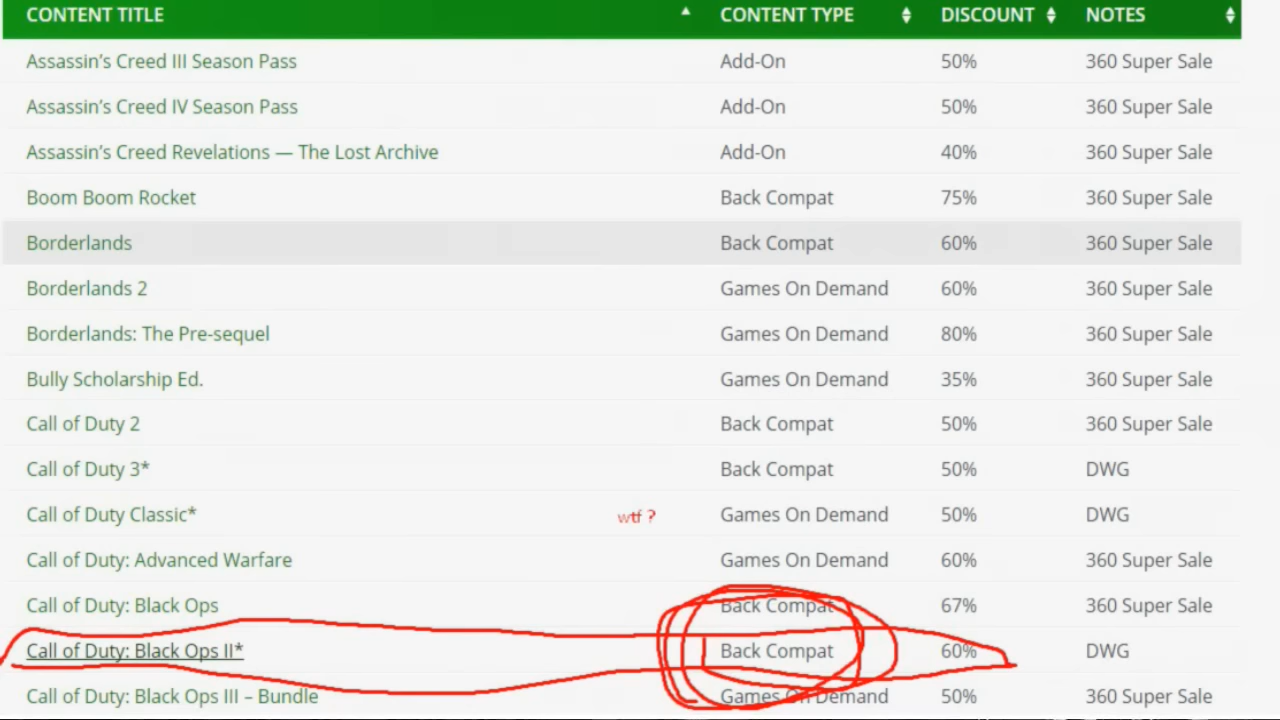 CONTENT TITLE CONTENT TYPE DISCOUNT NOTES
Assassin's Creed III Season Pass Add-On 50% 360 Super Sale
Assassin's Creed IV Season Pass Add-On 50% 360 Super Sale
Assassin's Creed Revelations — The Lost Archive Add-On 40% 360 Super Sale
Boom Boom Rocket Back Compat 75% 360 Super Sale
Borderlands Back Compat 60% 360 Super Sale
Borderlands 2 Games On Demand 60% 360 Super Sale
Borderlands: The Pre-sequel Games On Demand 80% 360 Super Sale
Bully Scholarship Ed. Games On Demand 35% 360 Super Sale
Call of Duty 2 Back Compat 50% 360 Super Sale
Call of Duty 3* Back Compat 50% DWG
Call of Duty Classic* wtf ? Games On Demand 50% DWG
Call of Duty: Advanced Warfare Games On Demand 60% 360 Super Sale
Call of Duty: Black Ops Back Compat 67% 360 Super Sale
Call of Duty: Black Ops II* Back Compat 60% DWG
Call of Duty: Black Ops III – Bundle Games On Demand 50% 360 Super Sale